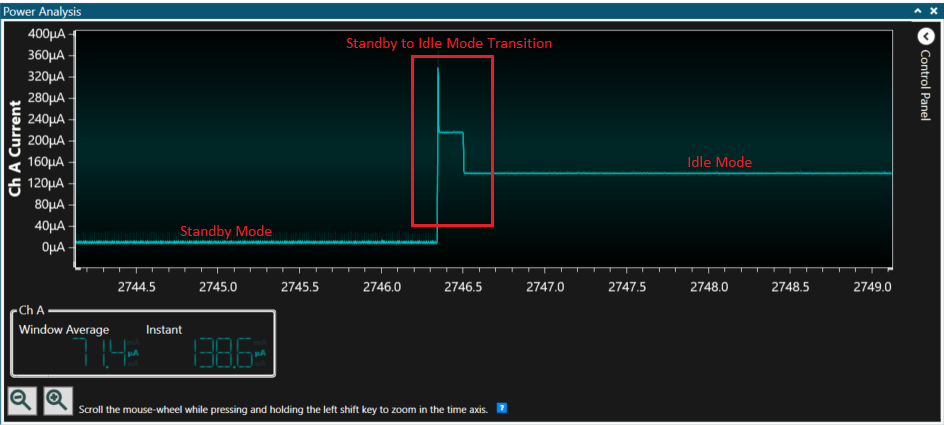 Power Analysis
400µA
360µA
320µA
280µA
240µA
200µA
160µA
120µA
80µA
40µA
0µA
Ch A Current
Standby to Idle Mode Transition
Idle Mode
Standby Mode
Control Panel
2744.5 2745.0 2745.5 2746.0 2746.5 2747.0 2747.5 2748.0 2748.5 2749.0
Ch A
Window Average Instant
71.4 µA 138.6 µA
Scroll the mouse-wheel while pressing and holding the left shift key to zoom in the time axis. ?